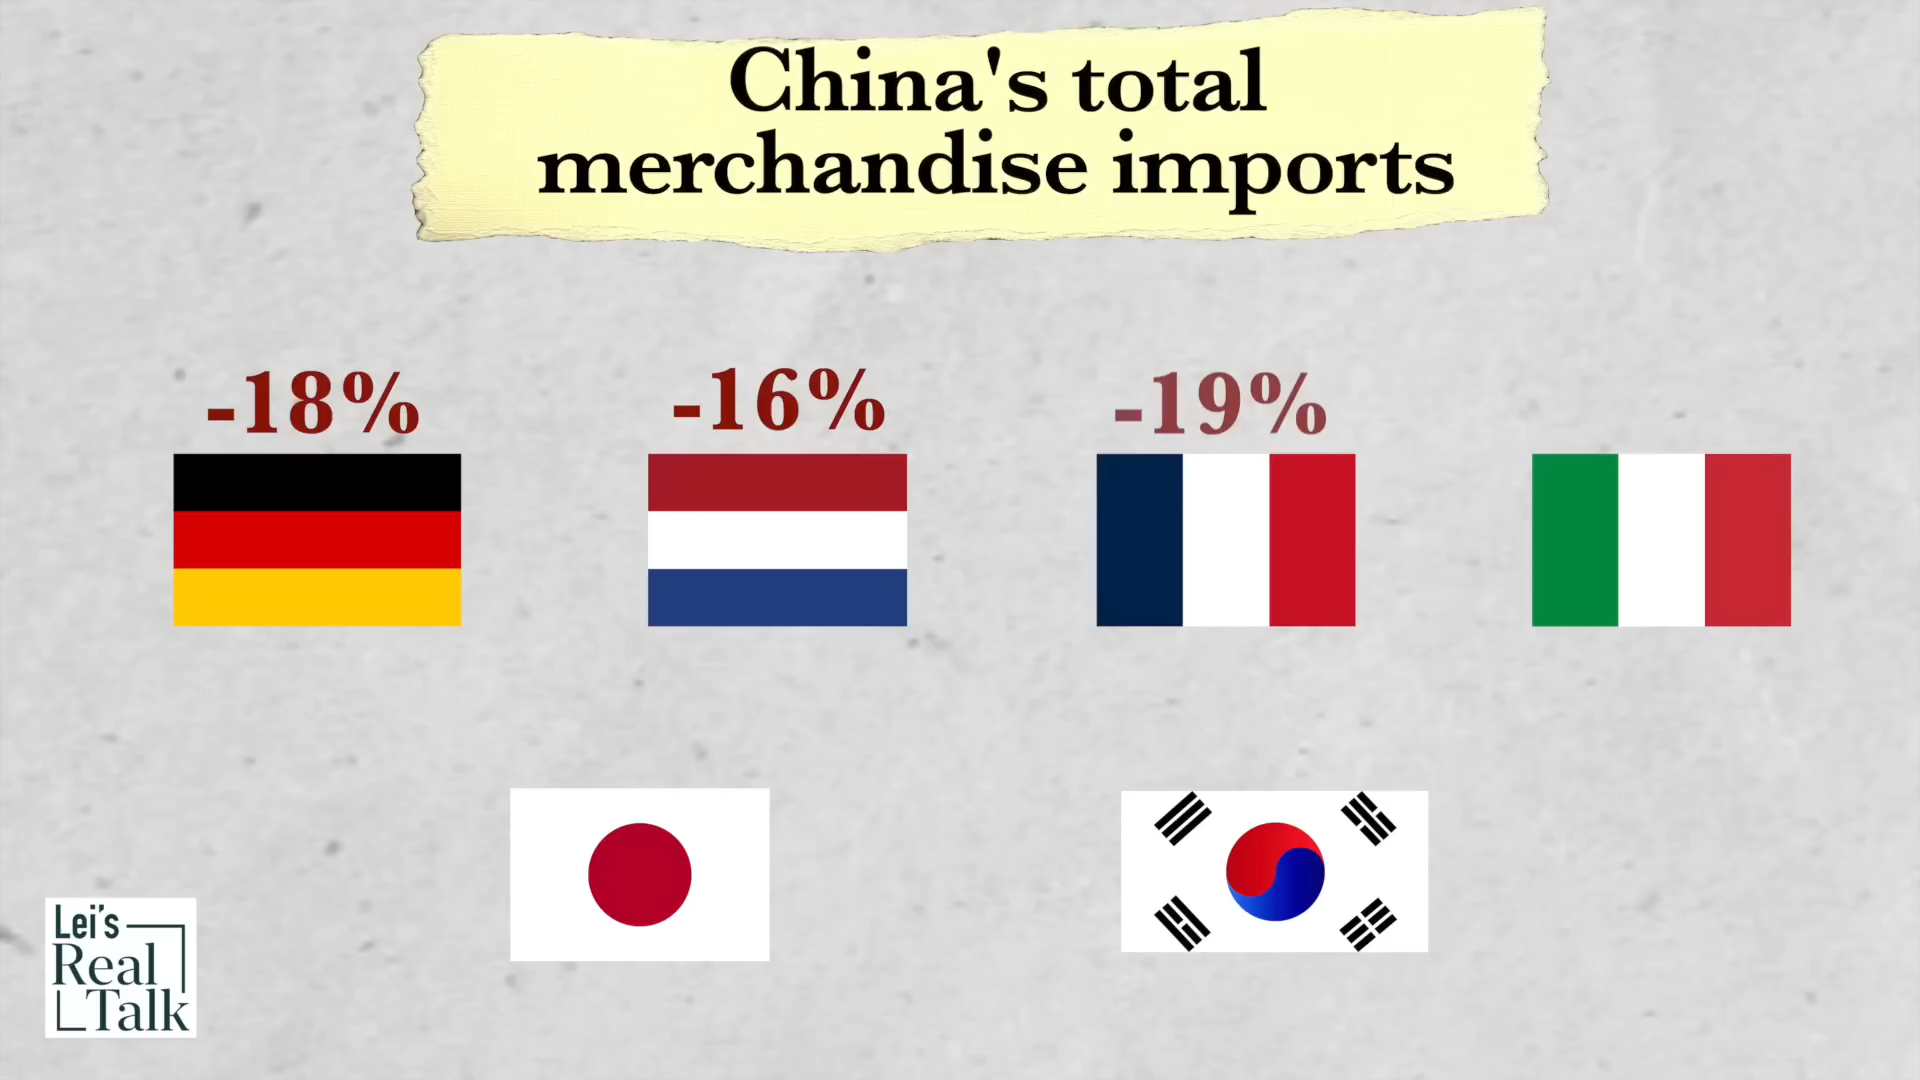 China's total
merchandise imports
-18%
-16%
-19%
Lei's
Real
Talk